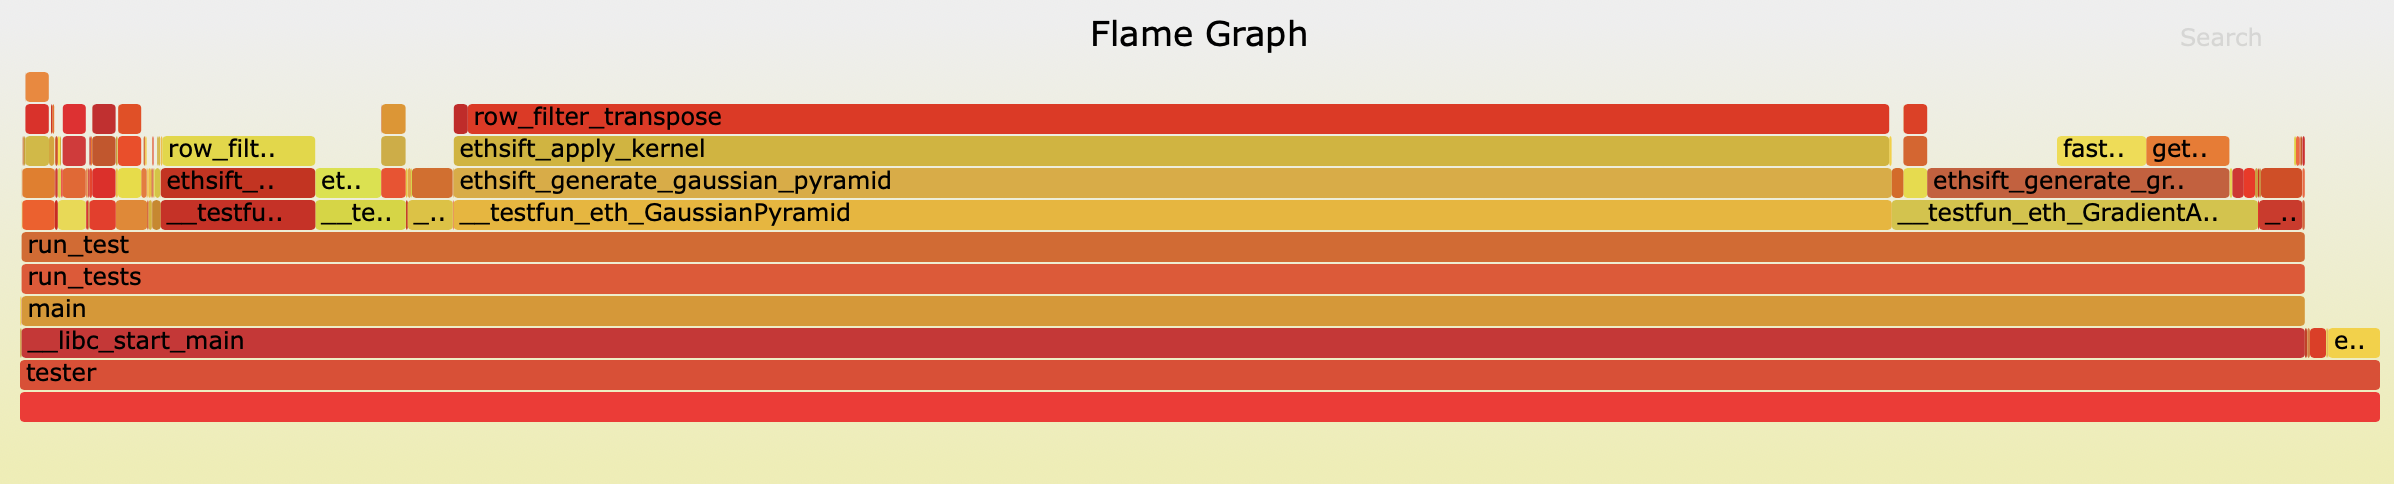 Flame Graph
Search
row_filter_transpose
row_filt.. ethsift_apply_kernel fast.. get..
ethsift_.. et.. ethsift_generate_gaussian_pyramid ethsift_generate_gr..
__testfu.. __te.. _.. __testfun_eth_GaussianPyramid __testfun_eth_GradientA.. _..
run_test
run_tests
main
__libc_start_main e..
tester